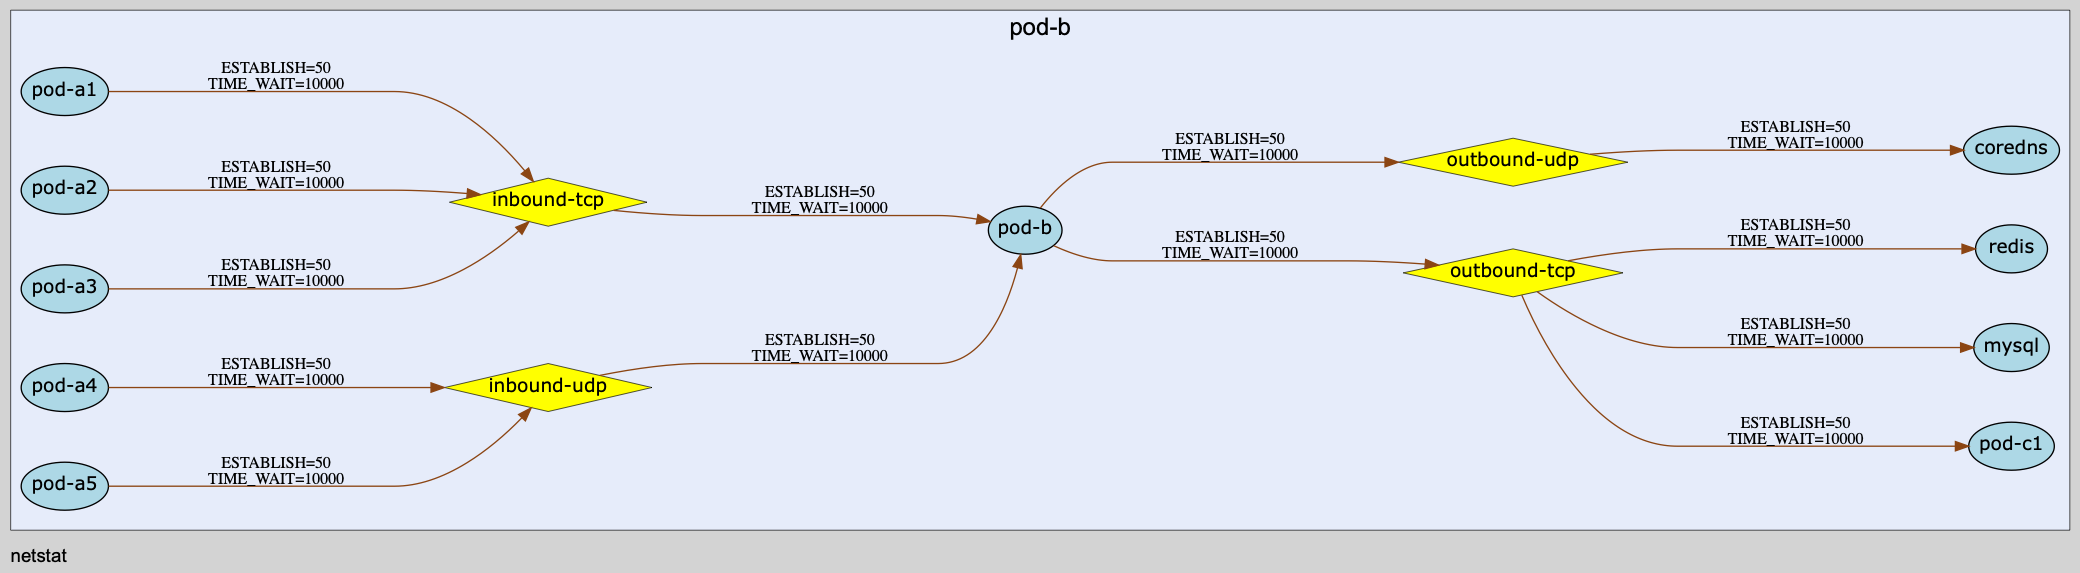 pod-b
pod-a1
ESTABLISH=50
TIME_WAIT=10000
pod-a2
ESTABLISH=50
TIME_WAIT=10000
pod-a3
ESTABLISH=50
TIME_WAIT=10000
pod-a4
ESTABLISH=50
TIME_WAIT=10000
pod-a5
ESTABLISH=50
TIME_WAIT=10000
inbound-tcp
ESTABLISH=50
TIME_WAIT=10000
inbound-udp
ESTABLISH=50
TIME_WAIT=10000
pod-b
ESTABLISH=50
TIME_WAIT=10000
outbound-udp
ESTABLISH=50
TIME_WAIT=10000
coredns
ESTABLISH=50
TIME_WAIT=10000
outbound-tcp
ESTABLISH=50
TIME_WAIT=10000
redis
ESTABLISH=50
TIME_WAIT=10000
mysql
ESTABLISH=50
TIME_WAIT=10000
pod-c1
netstat